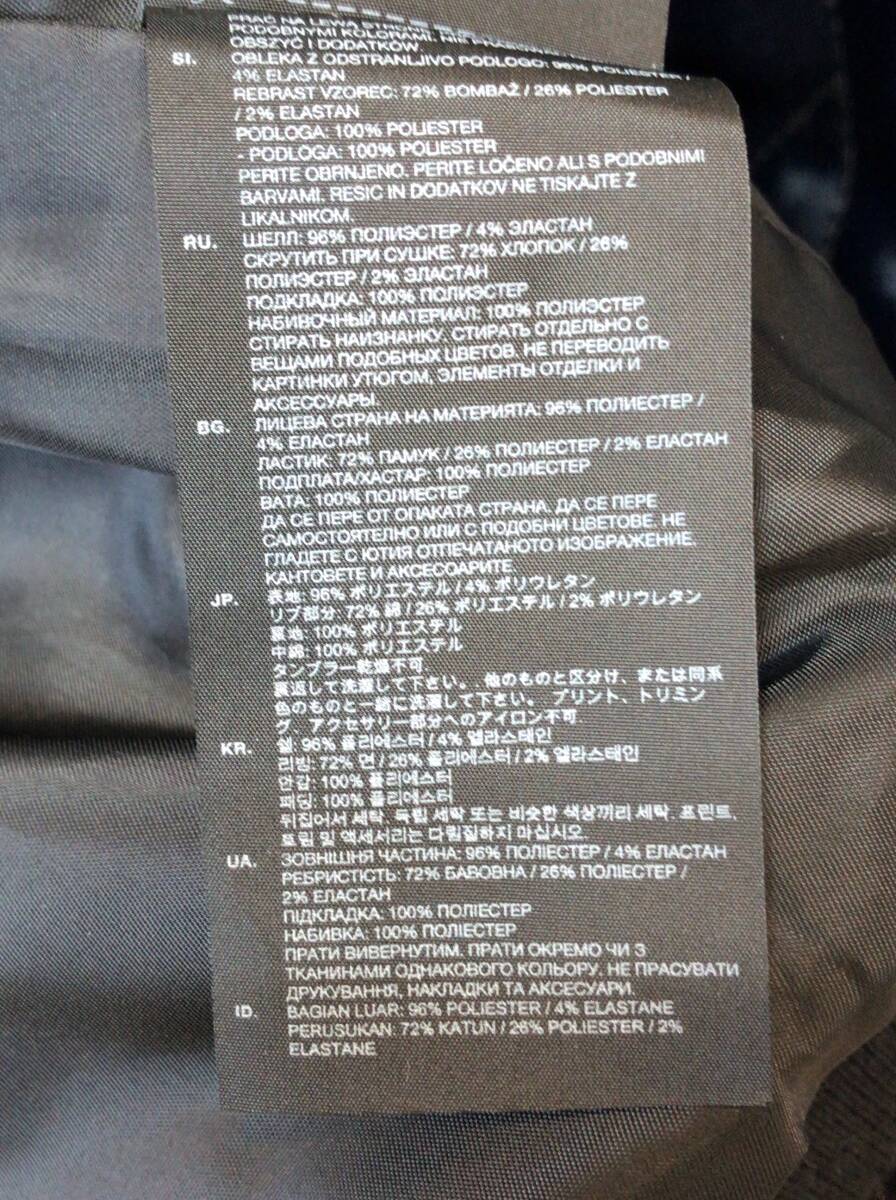 PRAĆ NA LEWĄ
PODOBNYMI KOLORAMI. NIE
OBSZYĆ I DODATKÓW.
SI. OBLEKA Z ODSTRANLJIVO PODLOGO: 96% POLIESTER /
4% ELASTAN
REBRAST VZOREC: 72% BOMBAŽ / 26% POLIESTER
/ 2% ELASTAN
PODLOGA: 100% POLIESTER
- PODLOGA: 100% POLIESTER
PERITE OBRNJENO. PERITE LOČENO ALI S PODOBNIMI
BARVAMI. RESIC IN DODATKOV NE TISKAJTE Z
LIKALNIKOM.
RU. ШЕЛЛ: 96% ПОЛИЭСТЕР / 4% ЭЛАСТАН
СКРУТИТЬ ПРИ СУШКЕ: 72% ХЛОПОК / 26%
ПОЛИЭСТЕР / 2% ЭЛАСТАН
ПОДКЛАДКА: 100% ПОЛИЭСТЕР
НАБИВОЧНЫЙ МАТЕРИАЛ: 100% ПОЛИЭСТЕР
СТИРАТЬ НАИЗНАНКУ. СТИРАТЬ ОТДЕЛЬНО С
ВЕЩАМИ ПОДОБНЫХ ЦВЕТОВ. НЕ ПЕРЕВОДИТЬ
КАРТИНКИ УТЮГОМ, ЭЛЕМЕНТЫ ОТДЕЛКИ И
АКСЕССУАРЫ.
BG. ЛИЦЕВА СТРАНА НА МАТЕРИЯТА: 96% ПОЛИЕСТЕР /
4% ЕЛАСТАН
ЛАСТИК: 72% ПАМУК / 26% ПОЛИЕСТЕР / 2% ЕЛАСТАН
ПОДПЛАТА/ХАСТАР: 100% ПОЛИЕСТЕР
ВАТА: 100% ПОЛИЕСТЕР
ДА СЕ ПЕРЕ ОТ ОПАКАТА СТРАНА. ДА СЕ ПЕРЕ
САМОСТОЯТЕЛНО ИЛИ С ПОДОБНИ ЦВЕТОВЕ. НЕ
ГЛАДЕТЕ С ЮТИЯ ОТПЕЧАТАНОТО ИЗОБРАЖЕНИЕ,
КАНТОВЕТЕ И АКСЕСОАРИТЕ
JP. 表地: 96% ポリエステル / 4% ポリウレタン
リブ部分: 72% 綿 / 26% ポリエステル / 2% ポリウレタン
裏地: 100% ポリエステル
中綿: 100% ポリエステル
タンブラー乾燥不可
裏返して洗濯して下さい。 他のものと区分け、または同系
色のものと一緒に洗濯して下さい。 プリント、トリミン
グ、アクセサリー部分へのアイロン不可
KR. 쉘: 96% 폴리에스터 / 4% 엘라스테인
리빙: 72% 면 / 26% 폴리에스터 / 2% 엘라스테인
안감: 100% 폴리에스터
패딩: 100% 폴리에스터
뒤집어서 세탁. 독립 세탁 또는 비슷한 색상끼리 세탁. 프린트,
트림 및 액세서리는 다림질하지 마십시오.
UA. ЗОВНІШНЯ ЧАСТИНА: 96% ПОЛІЕСТЕР / 4% ЕЛАСТАН
РЕБРИСТІСТЬ: 72% БАВОВНА / 26% ПОЛІЕСТЕР /
2% ЕЛАСТАН
ПІДКЛАДКА: 100% ПОЛІЕСТЕР
НАБИВКА: 100% ПОЛІЕСТЕР
ПРАТИ ВИВЕРНУТИМ. ПРАТИ ОКРЕМО ЧИ З
ТКАНИНАМИ ОДНАКОВОГО КОЛЬОРУ. НЕ ПРАСУВАТИ
ДРУКУВАННЯ, НАКЛАДКИ ТА АКСЕСУАРИ.
ID. BAGIAN LUAR: 96% POLIESTER / 4% ELASTANE
PERUSUKAN: 72% KATUN / 26% POLIESTER / 2%
ELASTANE